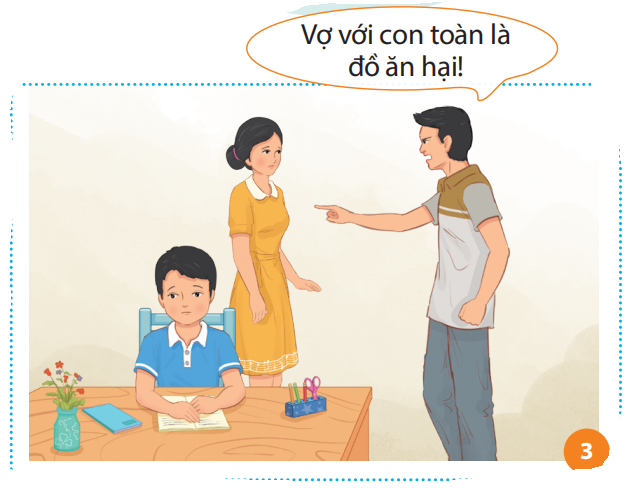 Vợ với con toàn là
đồ ăn hại!
3